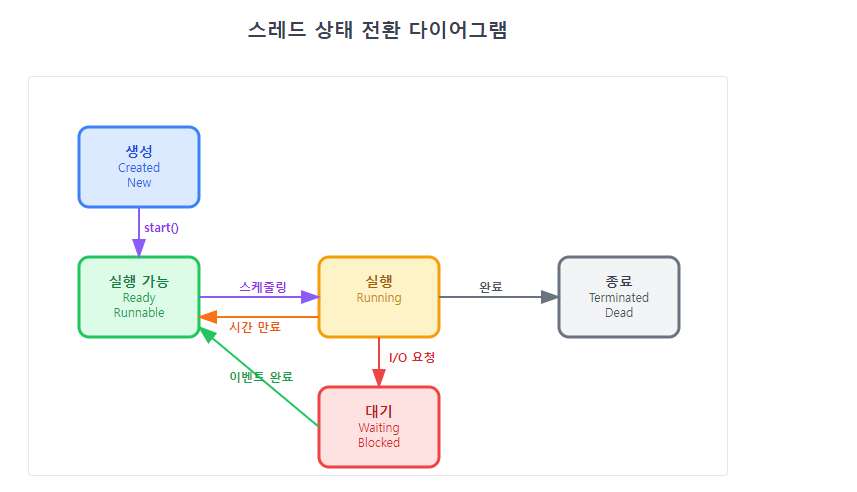 스레드 상태 전환 다이어그램
생성
Created
New
start()
실행 가능
Ready
Runnable
스케줄링
시간 만료
실행
Running
완료
종료
Terminated
Dead
I/O 요청
이벤트 완료
대기
Waiting
Blocked